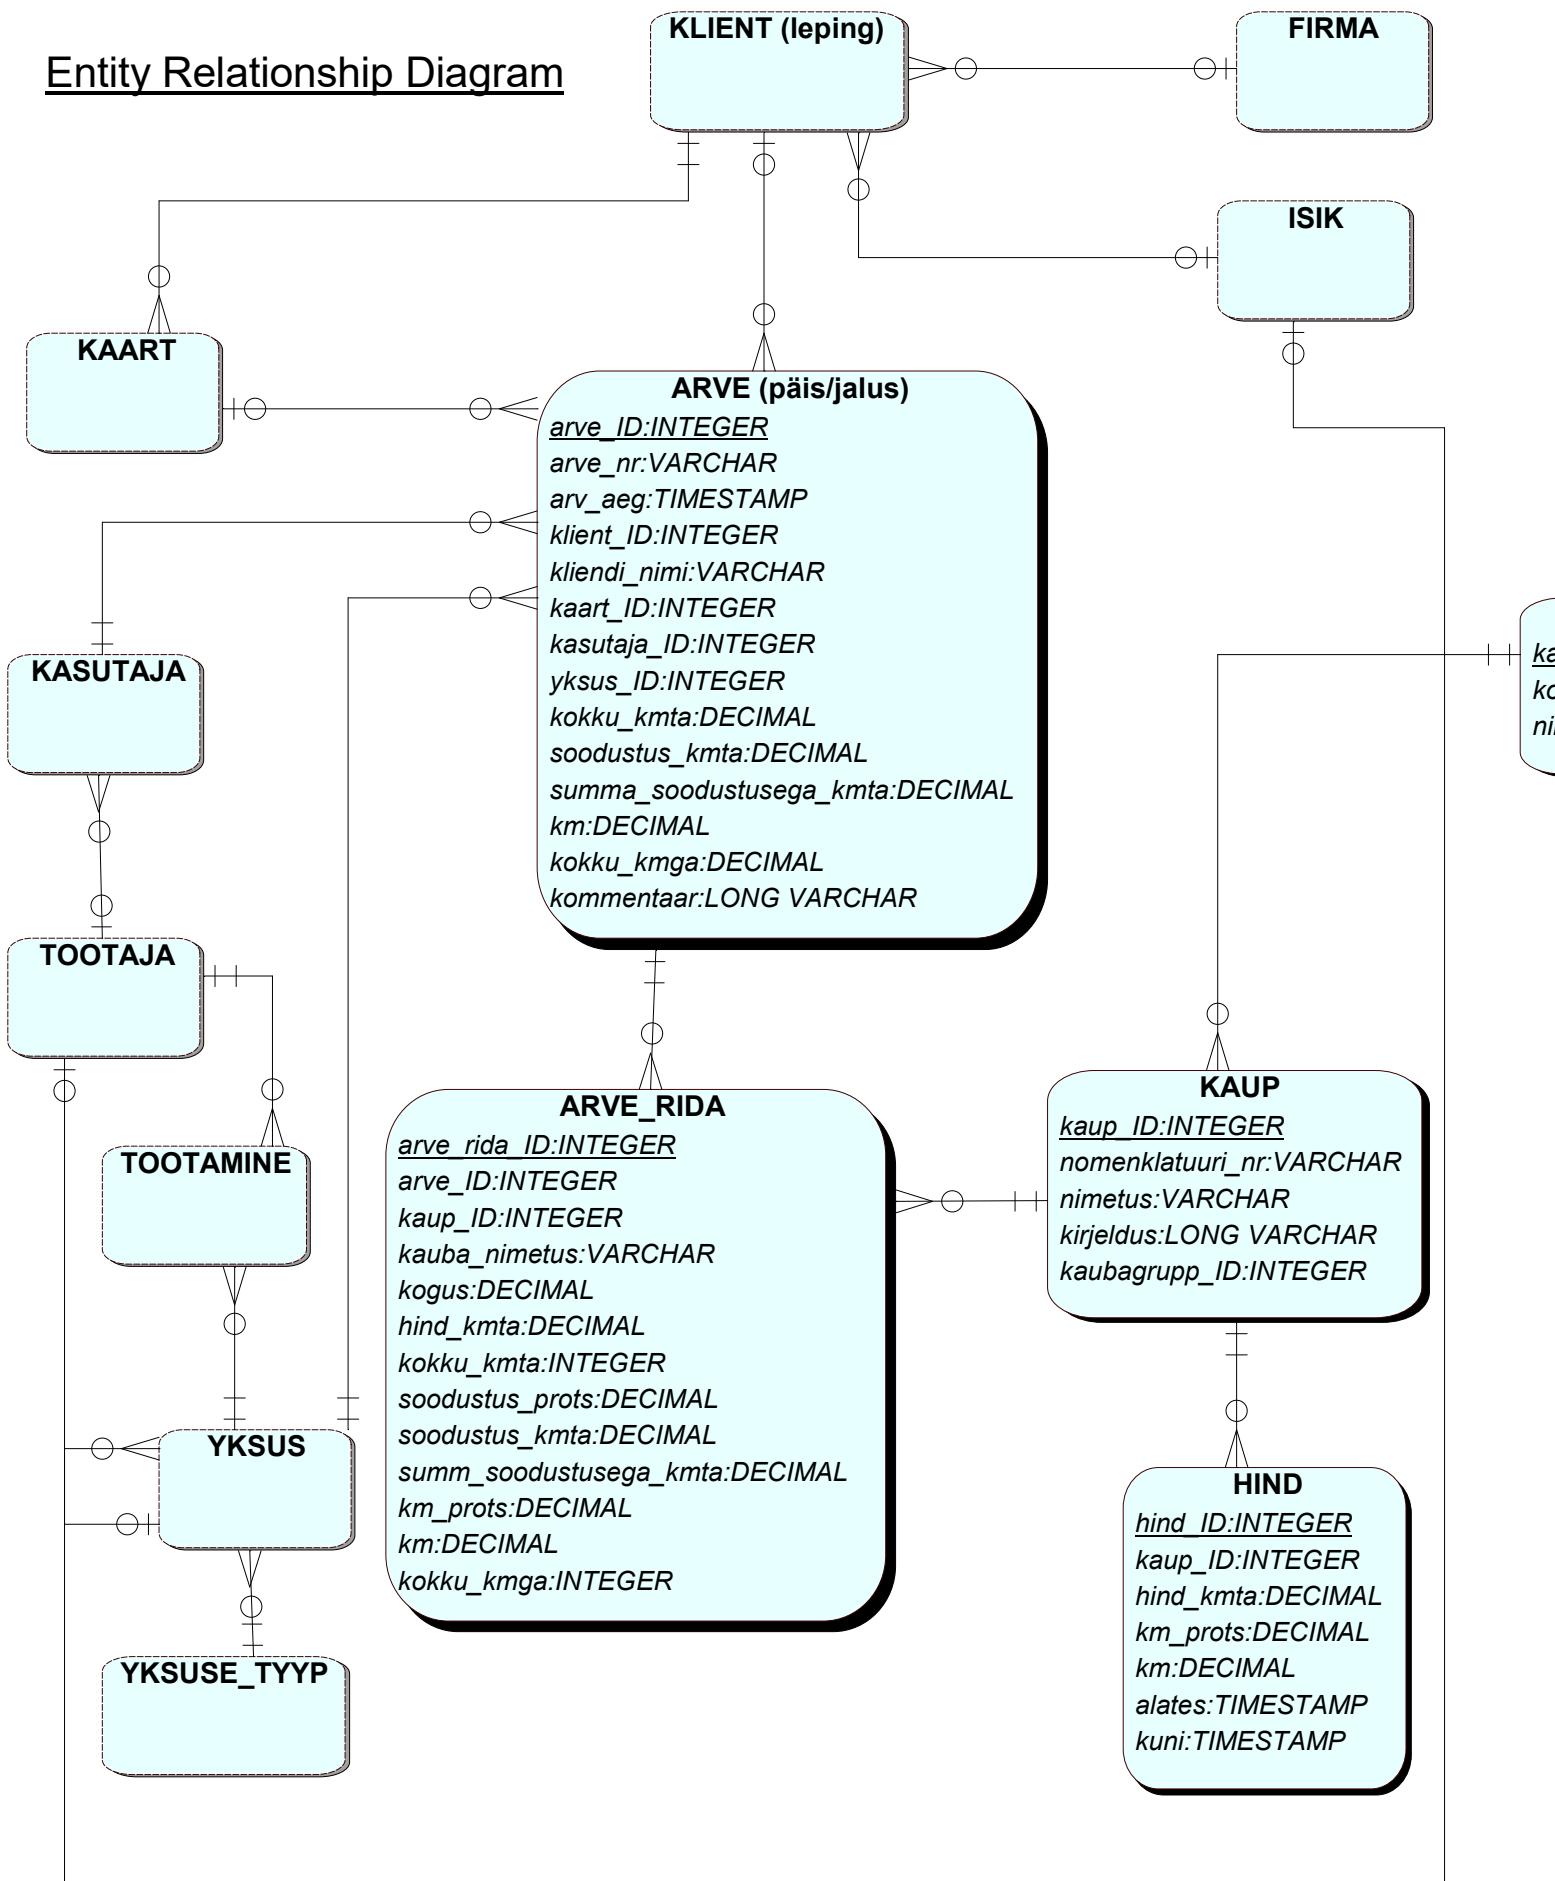 Entity Relationship Diagram
KLIENT (leping)
FIRMA
ISIK
KAART
ARVE (päis/jalus)
arve_ID:INTEGER
arve_nr:VARCHAR
arv_aeg:TIMESTAMP
klient_ID:INTEGER
kliendi_nimi:VARCHAR
kaart_ID:INTEGER
kasutaja_ID:INTEGER
yksus_ID:INTEGER
kokku_kmta:DECIMAL
soodustus_kmta:DECIMAL
summa_soodustusega_kmta:DECIMAL
km:DECIMAL
kokku_kmga:DECIMAL
kommentaar:LONG VARCHAR
KASUTAJA
TOOTAJA
TOOTAMINE
YKSUS
YKSUSE_TYYP
ARVE_RIDA
arve_rida_ID:INTEGER
arve_ID:INTEGER
kaup_ID:INTEGER
kauba_nimetus:VARCHAR
kogus:DECIMAL
hind_kmta:DECIMAL
kokku_kmta:INTEGER
soodustus_prots:DECIMAL
soodustus_kmta:DECIMAL
summ_soodustusega_kmta:DECIMAL
km_prots:DECIMAL
km:DECIMAL
kokku_kmga:INTEGER
KAUP
kaup_ID:INTEGER
nomenklatuuri_nr:VARCHAR
nimetus:VARCHAR
kirjeldus:LONG VARCHAR
kaubagrupp_ID:INTEGER
HIND
hind_ID:INTEGER
kaup_ID:INTEGER
hind_kmta:DECIMAL
km_prots:DECIMAL
km:DECIMAL
alates:TIMESTAMP
kuni:TIMESTAMP